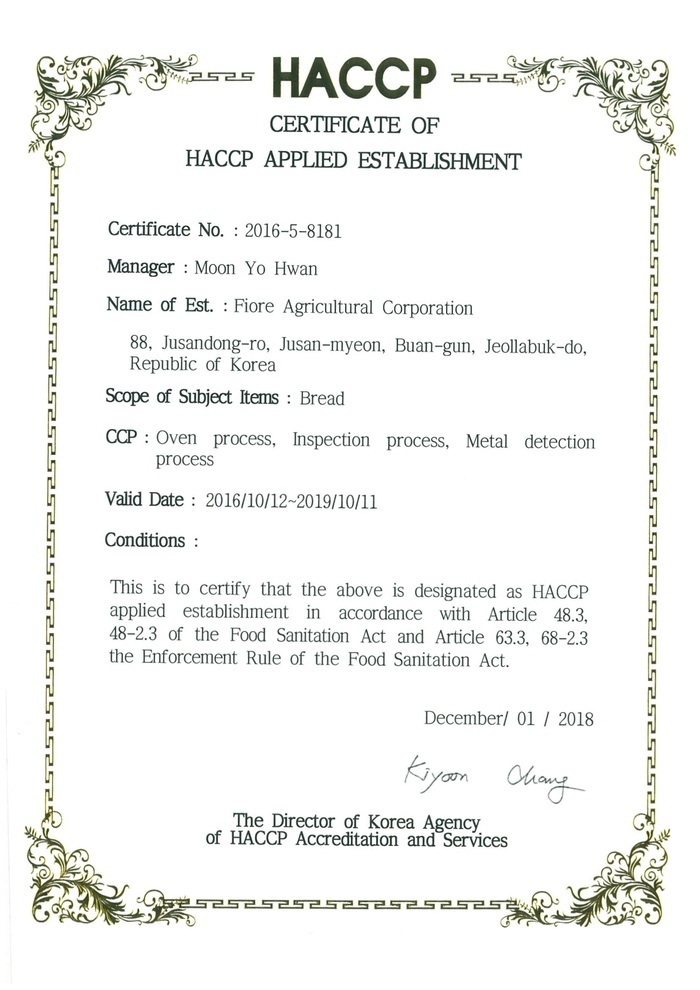 HACCP
CERTIFICATE OF
HACCP APPLIED ESTABLISHMENT
Certificate No. : 2016-5-8181
Manager : Moon Yo Hwan
Name of Est. : Fiore Agricultural Corporation
88, Jusandong-ro, Jusan-myeon, Buan-gun, Jeollabuk-do,
Republic of Korea
Scope of Subject Items : Bread
CCP : Oven process, Inspection process, Metal detection
process
Valid Date : 2016/10/12~2019/10/11
Conditions :
This is to certify that the above is designated as HACCP
applied establishment in accordance with Article 48.3,
48-2.3 of the Food Sanitation Act and Article 63.3, 68-2.3
the Enforcement Rule of the Food Sanitation Act.
December/ 01 / 2018
Kiyoon Chang
The Director of Korea Agency
of HACCP Accreditation and Services